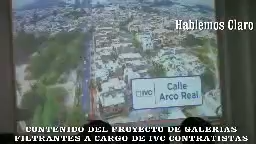 Hablemos Claro
IVC
Calle
Arco Real
CONTENIDO DEL PROYECTO DE GALERIAS
FILTRANTES A CARGO DE IVC CONTRATISTAS